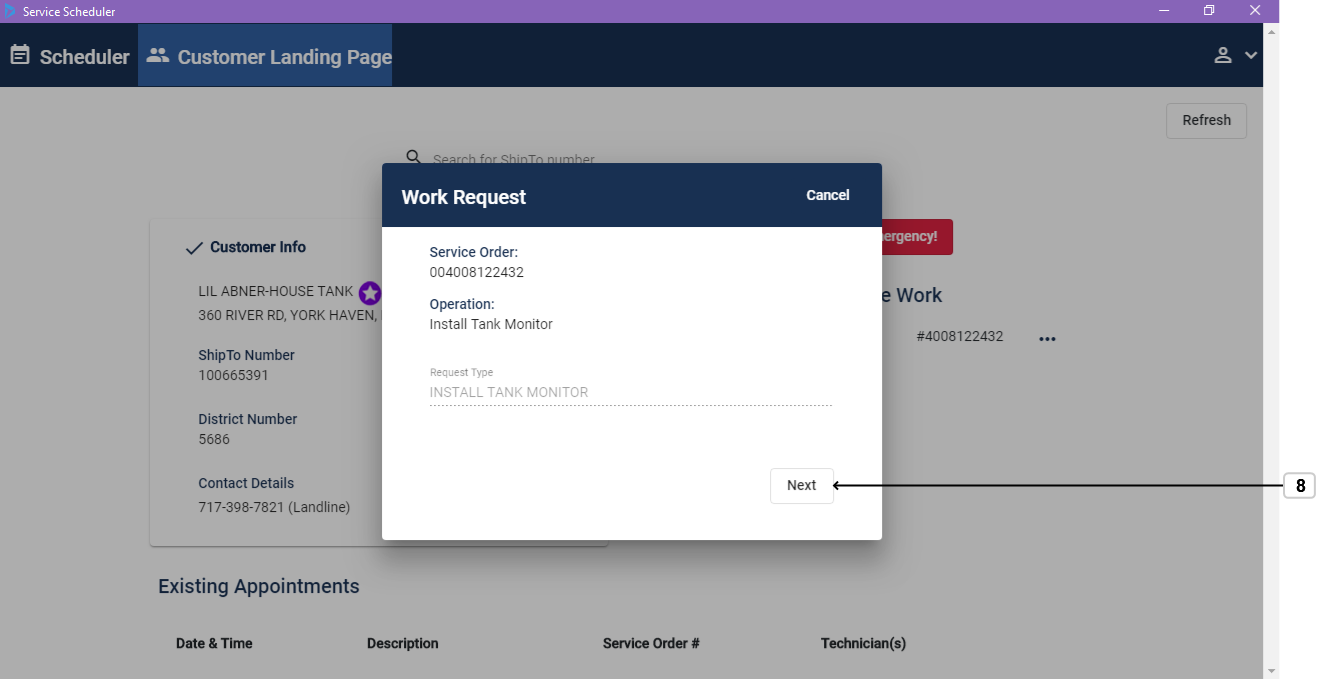 Service Scheduler
Scheduler
Customer Landing Page
Refresh
Search for ShipTo number
Work Request
Cancel
Service Order:
004008122432
Operation:
Install Tank Monitor
Request Type
INSTALL TANK MONITOR
Next
8
Customer Info
LIL ABNER-HOUSE TANK
360 RIVER RD, YORK HAVEN,
ShipTo Number
100665391
District Number
5686
Contact Details
717-398-7821 (Landline)
Work
#4008122432
Existing Appointments
Date & Time
Description
Service Order #
Technician(s)